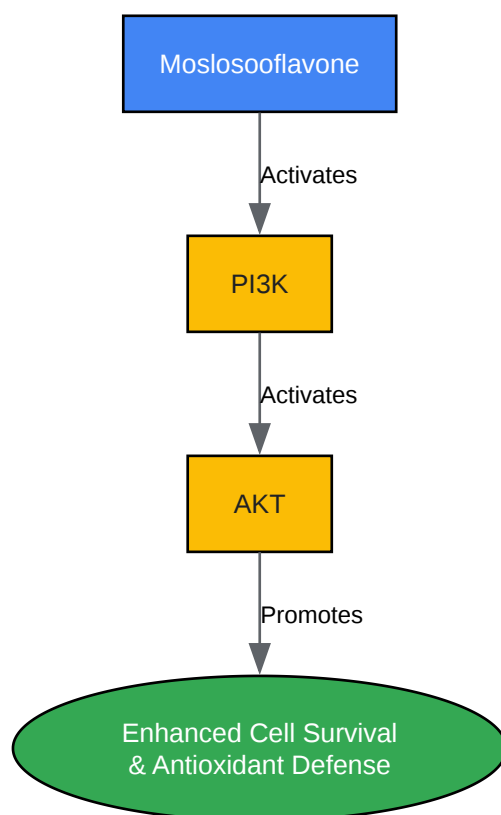 Moslosooflavone
Activates
PI3K
Activates
AKT
Promotes
Enhanced Cell Survival
& Antioxidant Defense